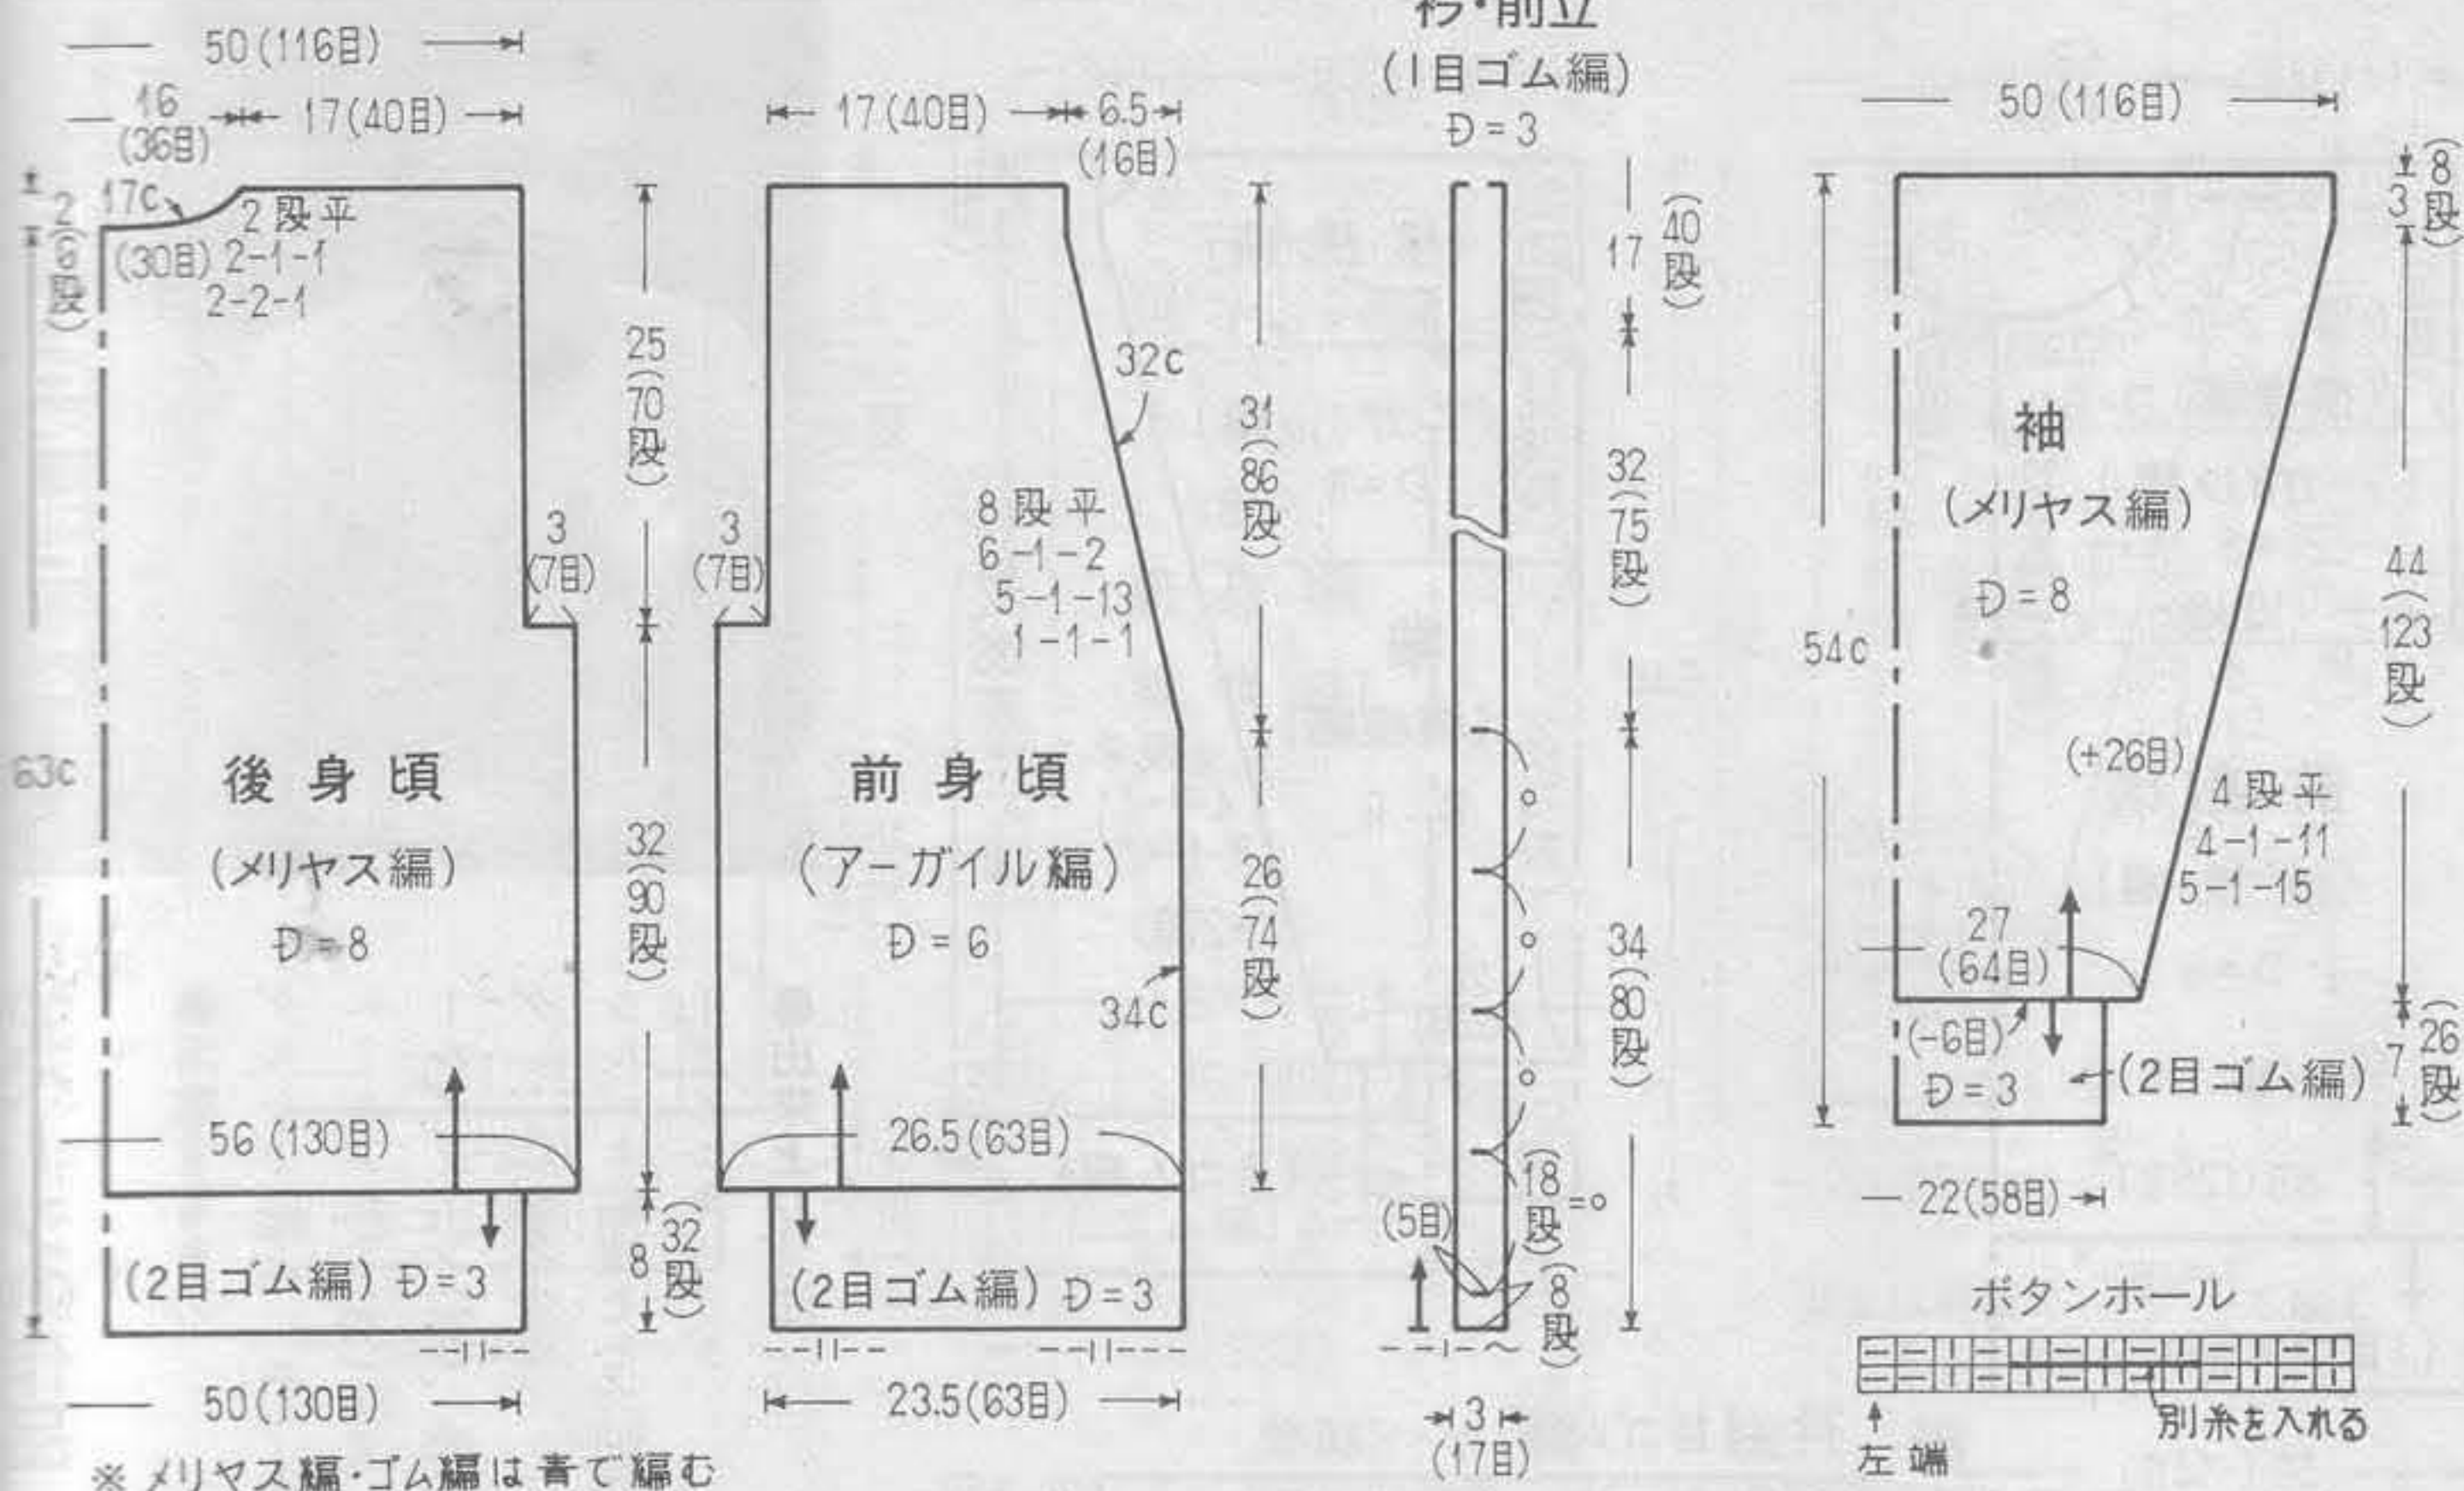 50(116目)
16
(36目)
17(40目)
2
(6段)
17c
2段平
(30目) 2-1-1
2-2-1
25
(70段)
3
(7目)
63c
後身頃
(メリヤス編)
Đ=8
32
(90段)
56(130目)
(2目ゴム編) Đ=3
8
(32段)
50(130目)
※メリヤス編・ゴム編は青で編む
17(40目)
6.5
(16目)
3
(7目)
32c
8段平
6-1-2
5-1-13
1-1-1
31
(86段)
前身頃
(アーガイル編)
Đ=6
34c
26
(74段)
26.5(63目)
(2目ゴム編) Đ=3
23.5(63目)
衿・前立
(1目ゴム編)
Đ=3
17
(40段)
32
(75段)
34
(80段)
(5目)
(18段)=○
(8段)
3
(17目)
50(116目)
3
(8段)
袖
(メリヤス編)
Đ=8
54c
44
(123段)
(+26目)
4段平
4-1-11
5-1-15
27
(64目)
(-6目)
Đ=3
(2目ゴム編)
7
(26段)
22(58目)
ボタンホール
別糸を入れる
左端